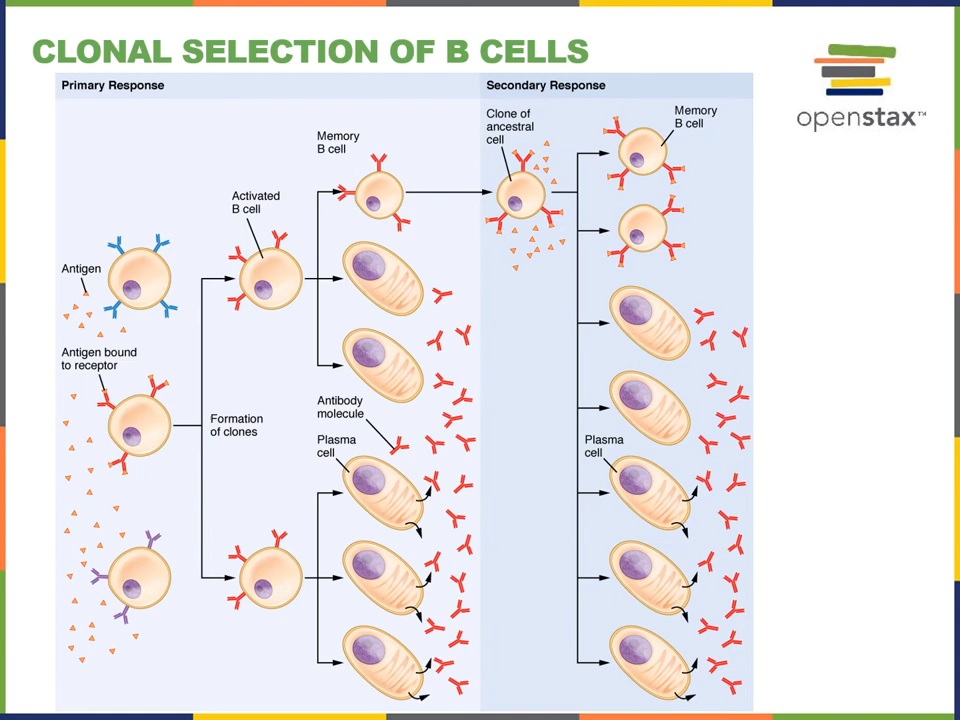 CLONAL SELECTION OF B CELLS
openstax™
Primary Response
Secondary Response
Memory
B cell
Clone of
ancestral
cell
Memory
B cell
Activated
B cell
Antigen
Antigen bound
to receptor
Formation
of clones
Antibody
molecule
Plasma
cell
Plasma
cell